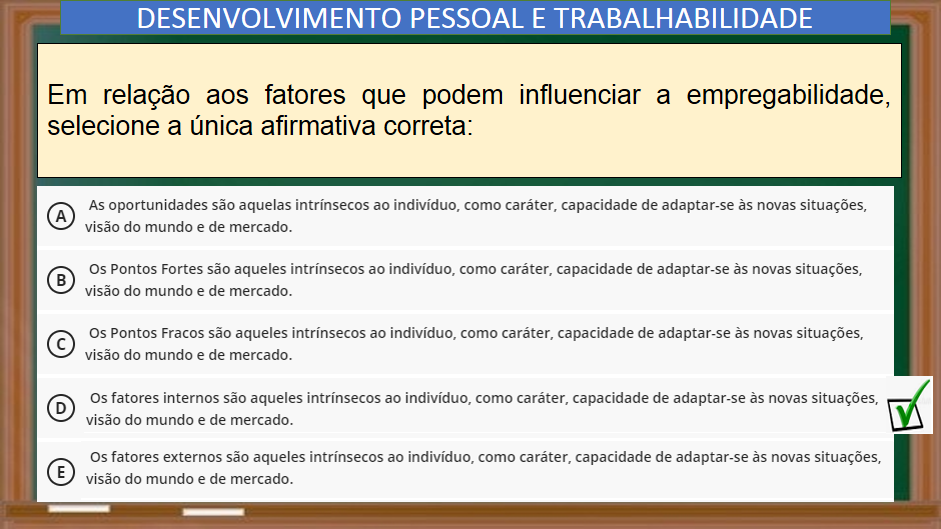 DESENVOLVIMENTO PESSOAL E TRABALHABILIDADE
Em relação aos fatores que podem influenciar a empregabilidade,
selecione a única afirmativa correta:
A As oportunidades são aquelas intrínsecos ao indivíduo, como caráter, capacidade de adaptar-se às novas situações,
visão do mundo e de mercado.
B Os Pontos Fortes são aqueles intrínsecos ao indivíduo, como caráter, capacidade de adaptar-se às novas situações,
visão do mundo e de mercado.
C Os Pontos Fracos são aqueles intrínsecos ao indivíduo, como caráter, capacidade de adaptar-se às novas situações,
visão do mundo e de mercado.
D Os fatores internos são aqueles intrínsecos ao indivíduo, como caráter, capacidade de adaptar-se às novas situações,
visão do mundo e de mercado.
E Os fatores externos são aqueles intrínsecos ao indivíduo, como caráter, capacidade de adaptar-se às novas situações,
visão do mundo e de mercado.